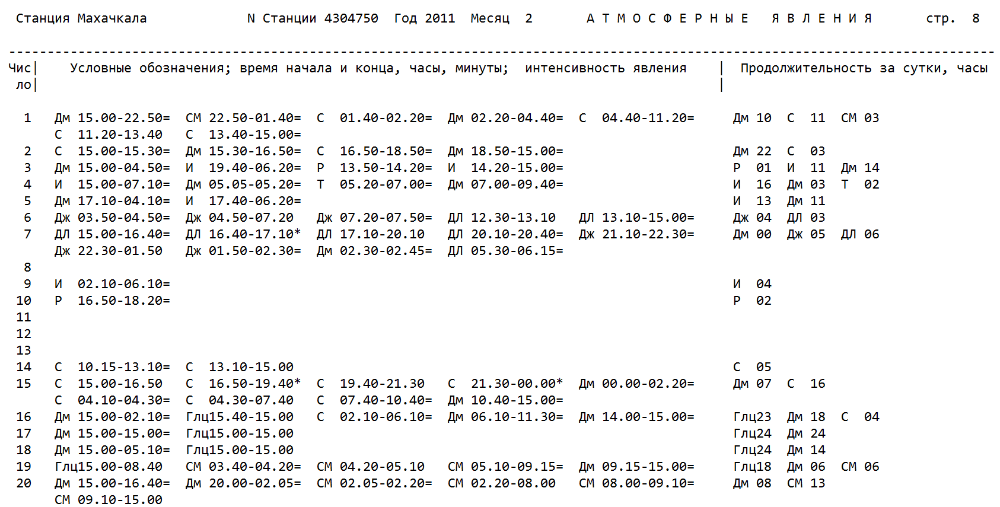 Станция Махачкала N Станции 4304750 Год 2011 Месяц 2 А Т М О С Ф Е Р Н Ы Е Я В Л Е Н И Я стр. 8
--------------------------------------------------------------------------------------------------------------------------------
Чис| Условные обозначения; время начала и конца, часы, минуты; интенсивность явления | Продолжительность за сутки, часы
ло| |
1 Дм 15.00-22.50= СМ 22.50-01.40= С 01.40-02.20= Дм 02.20-04.40= С 04.40-11.20= Дм 10 С 11 СМ 03
С 11.20-13.40 С 13.40-15.00=
2 С 15.00-15.30= Дм 15.30-16.50= С 16.50-18.50= Дм 18.50-15.00= Дм 22 С 03
3 Дм 15.00-04.50= И 19.40-06.20= Р 13.50-14.20= И 14.20-15.00= Р 01 И 11 Дм 14
4 И 15.00-07.10= Дм 05.05-05.20= Т 05.20-07.00= Дм 07.00-09.40= И 16 Дм 03 Т 02
5 Дм 17.10-04.10= И 17.40-06.20= И 13 Дм 11
6 Дж 03.50-04.50= Дж 04.50-07.20 Дж 07.20-07.50= ДЛ 12.30-13.10 ДЛ 13.10-15.00= Дж 04 ДЛ 03
7 ДЛ 15.00-16.40= ДЛ 16.40-17.10* ДЛ 17.10-20.10 ДЛ 20.10-20.40= Дж 21.10-22.30= Дм 00 Дж 05 ДЛ 06
Дж 22.30-01.50 Дж 01.50-02.30= Дм 02.30-02.45= ДЛ 05.30-06.15=
8
9 И 02.10-06.10= И 04
10 Р 16.50-18.20= Р 02
11
12
13
14 С 10.15-13.10= С 13.10-15.00 С 05
15 С 15.00-16.50 С 16.50-19.40* С 19.40-21.30 С 21.30-00.00* Дм 00.00-02.20= Дм 07 С 16
С 04.10-04.30= С 04.30-07.40 С 07.40-10.40= Дм 10.40-15.00=
16 Дм 15.00-02.10= Глц15.40-15.00 С 02.10-06.10= Дм 06.10-11.30= Дм 14.00-15.00= Глц23 Дм 18 С 04
17 Дм 15.00-15.00= Глц15.00-15.00 Глц24 Дм 24
18 Дм 15.00-05.10= Глц15.00-15.00 Глц24 Дм 14
19 Глц15.00-08.40 СМ 03.40-04.20= СМ 04.20-05.10 СМ 05.10-09.15= Дм 09.15-15.00= Глц18 Дм 06 СМ 06
20 Дм 15.00-16.40= Дм 20.00-02.05= СМ 02.05-02.20= СМ 02.20-08.00 СМ 08.00-09.10= Дм 08 СМ 13
СМ 09.10-15.00